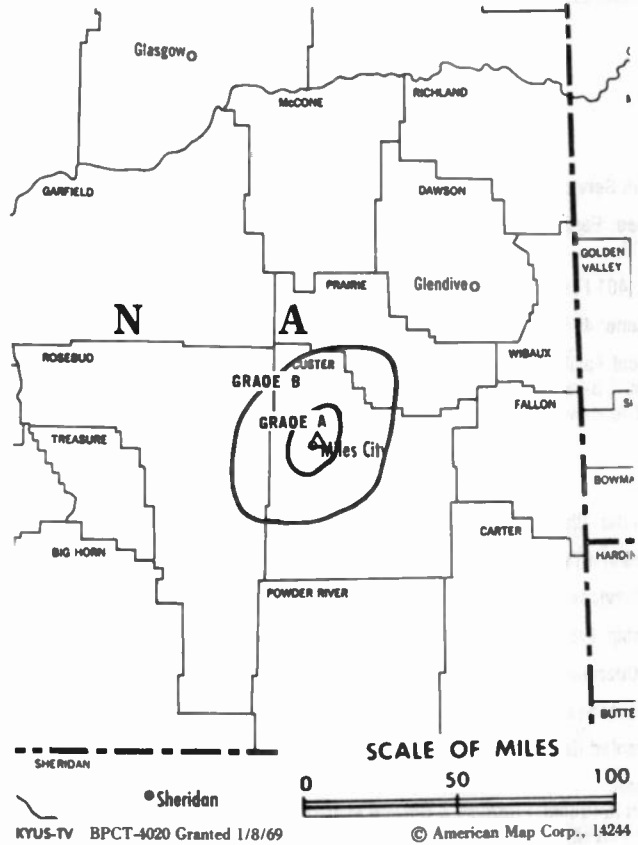 Glasgow
McCONE
RICHLAND
GARFIELD
DAWSON
GOLDEN
VALLEY
PRAIRIE
Glendive
N A
ROSEBUD
CUSTER
WIBAUX
GRADE B
FALLON
GRADE A
TREASURE
Miles City
BOWMA
BIG HORN
CARTER
HARDIN
POWDER RIVER
BUTTE
SCALE OF MILES
SHERIDAN
0 50 100
Sheridan
KYUS-TV BPCT-4020 Granted 1/8/69 © American Map Corp., 14244